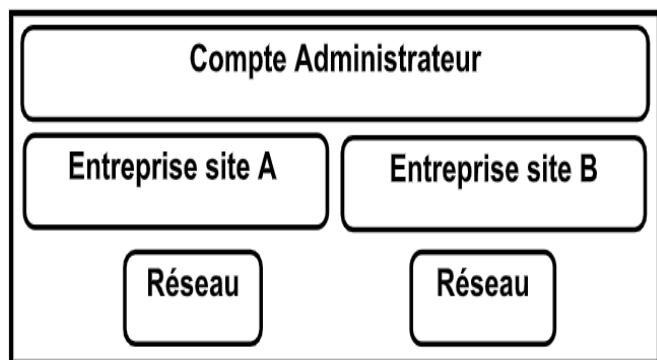 Compte Administrateur
Entreprise site A
Entreprise site B
Réseau
Réseau